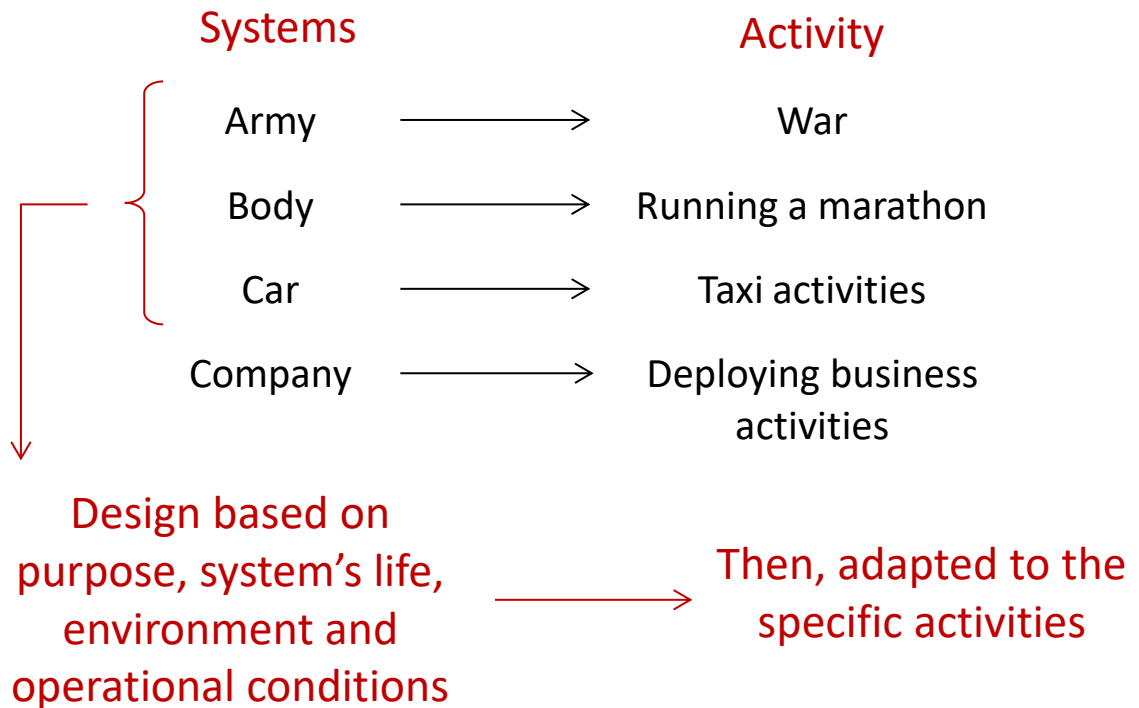 Systems
Activity
Army
War
Body
Running a marathon
Car
Taxi activities
Company
Deploying business
activities
Design based on
purpose, system’s life,
environment and
operational conditions
Then, adapted to the
specific activities